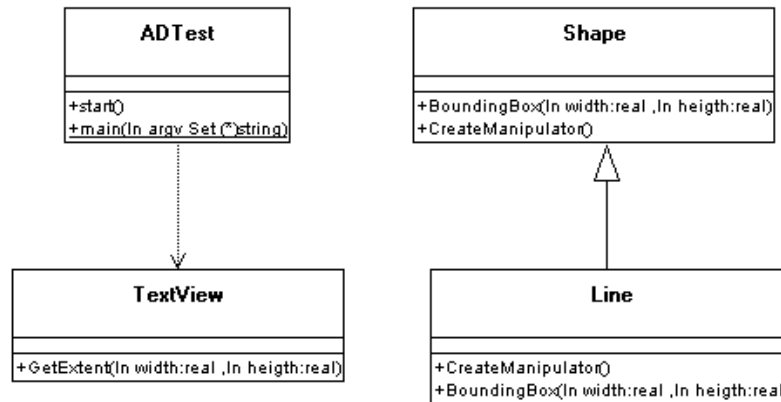 ADTest
+start()
+main(In argv Set (*)string)
Shape
+BoundingBox(In width:real ,In heigth:real)
+CreateManipulator()
TextView
+GetExtent(In width:real ,In heigth:real)
Line
+CreateManipulator()
+BoundingBox(In width:real ,In heigth:real